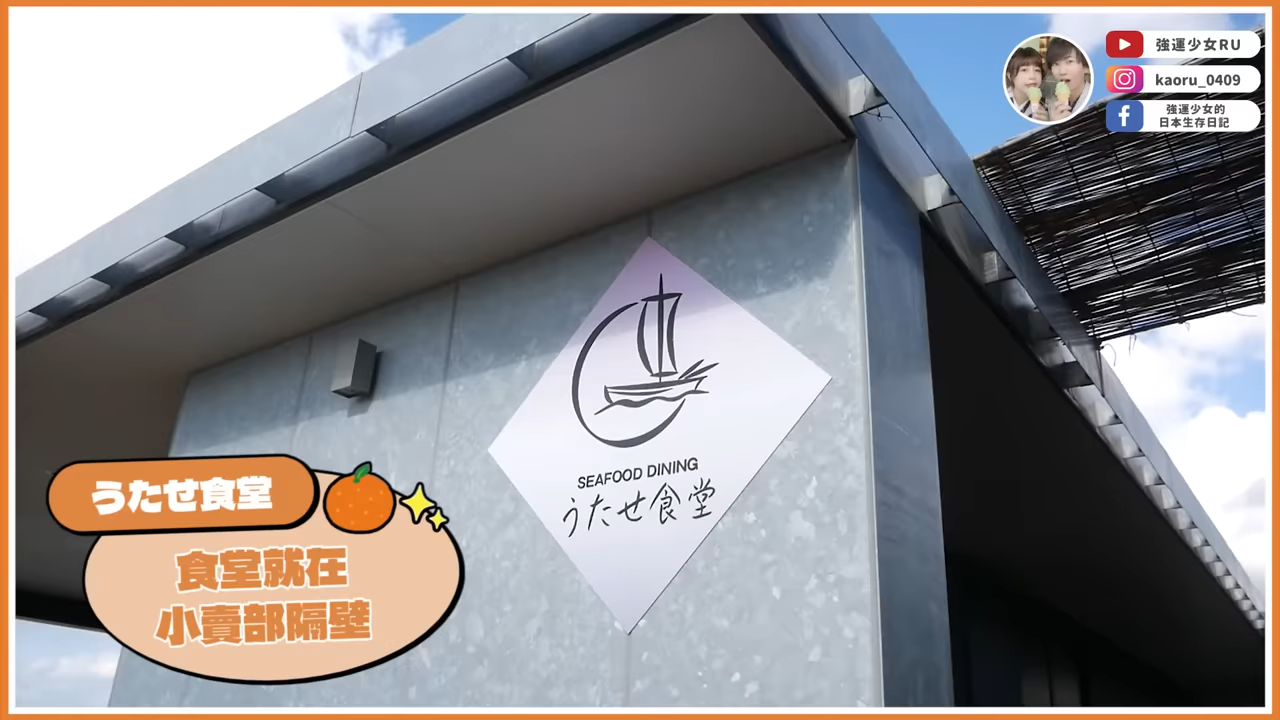 強運少女RU
kaoru_0409
強運少女的
日本生存日記
SEAFOOD DINING
うたせ食堂
うたせ食堂
食堂就在
小賣部隔壁